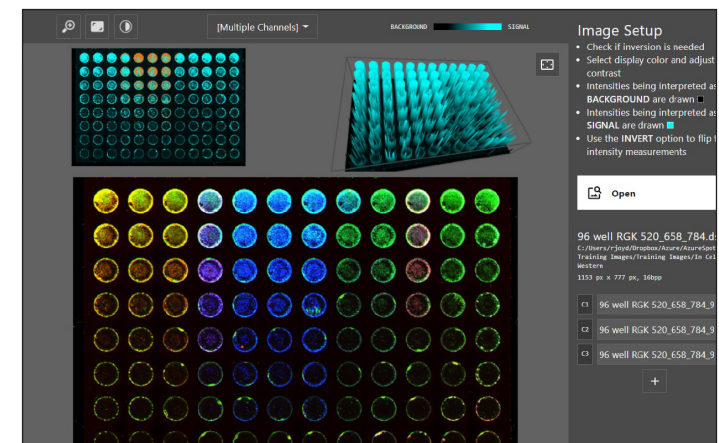 [Multiple Channels]
BACKGROUND
SIGNAL
Image Setup
• Check if inversion is needed
• Select display color and adjust
contrast
• Intensities being interpreted as
BACKGROUND are drawn
• Intensities being interpreted as
SIGNAL are drawn
• Use the INVERT option to flip
intensity measurements
Open
96 well RGK 520_658_784.ds
C:/Users/rjoyd/Dropbox/Azure/AzureSpot
Training Images/Training Images/In Cel
Western
1153 px x 777 px, 16bpp
C1 96 well RGK 520_658_784_9
C2 96 well RGK 520_658_784_9
C3 96 well RGK 520_658_784_9
+